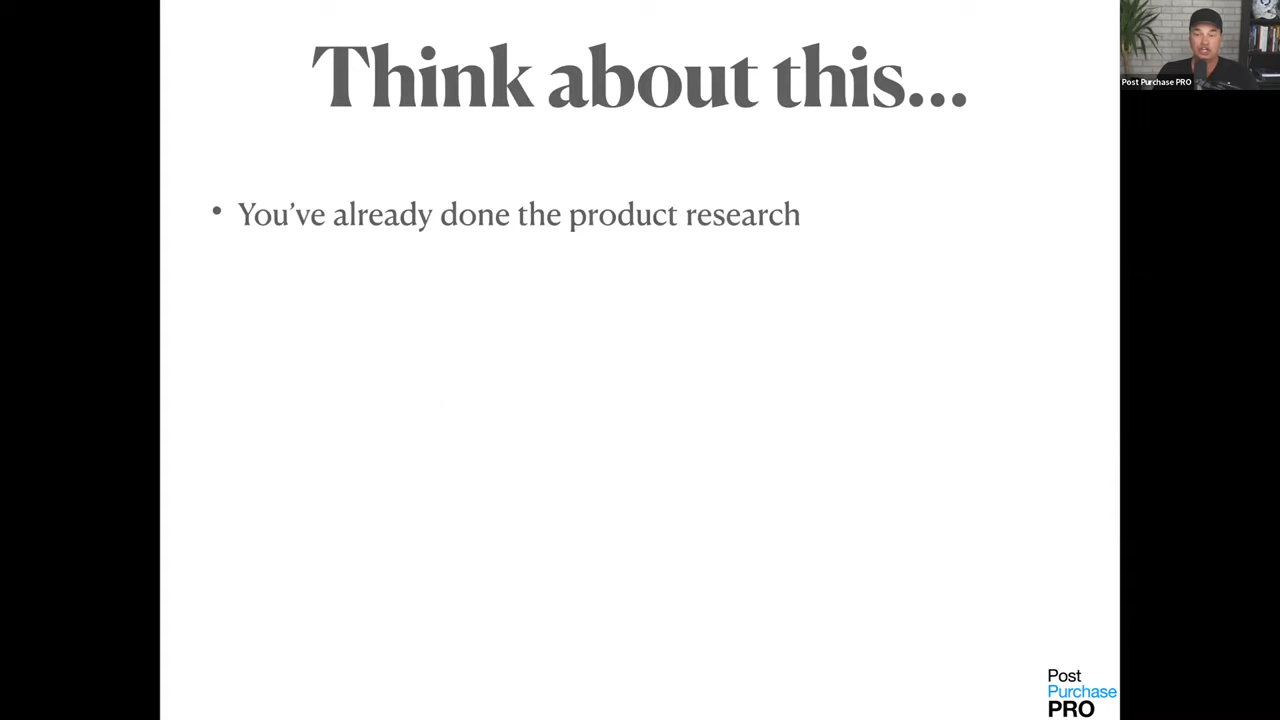 Think about this...
Post Purchase PRO
• You've already done the product research
Post
Purchase
PRO